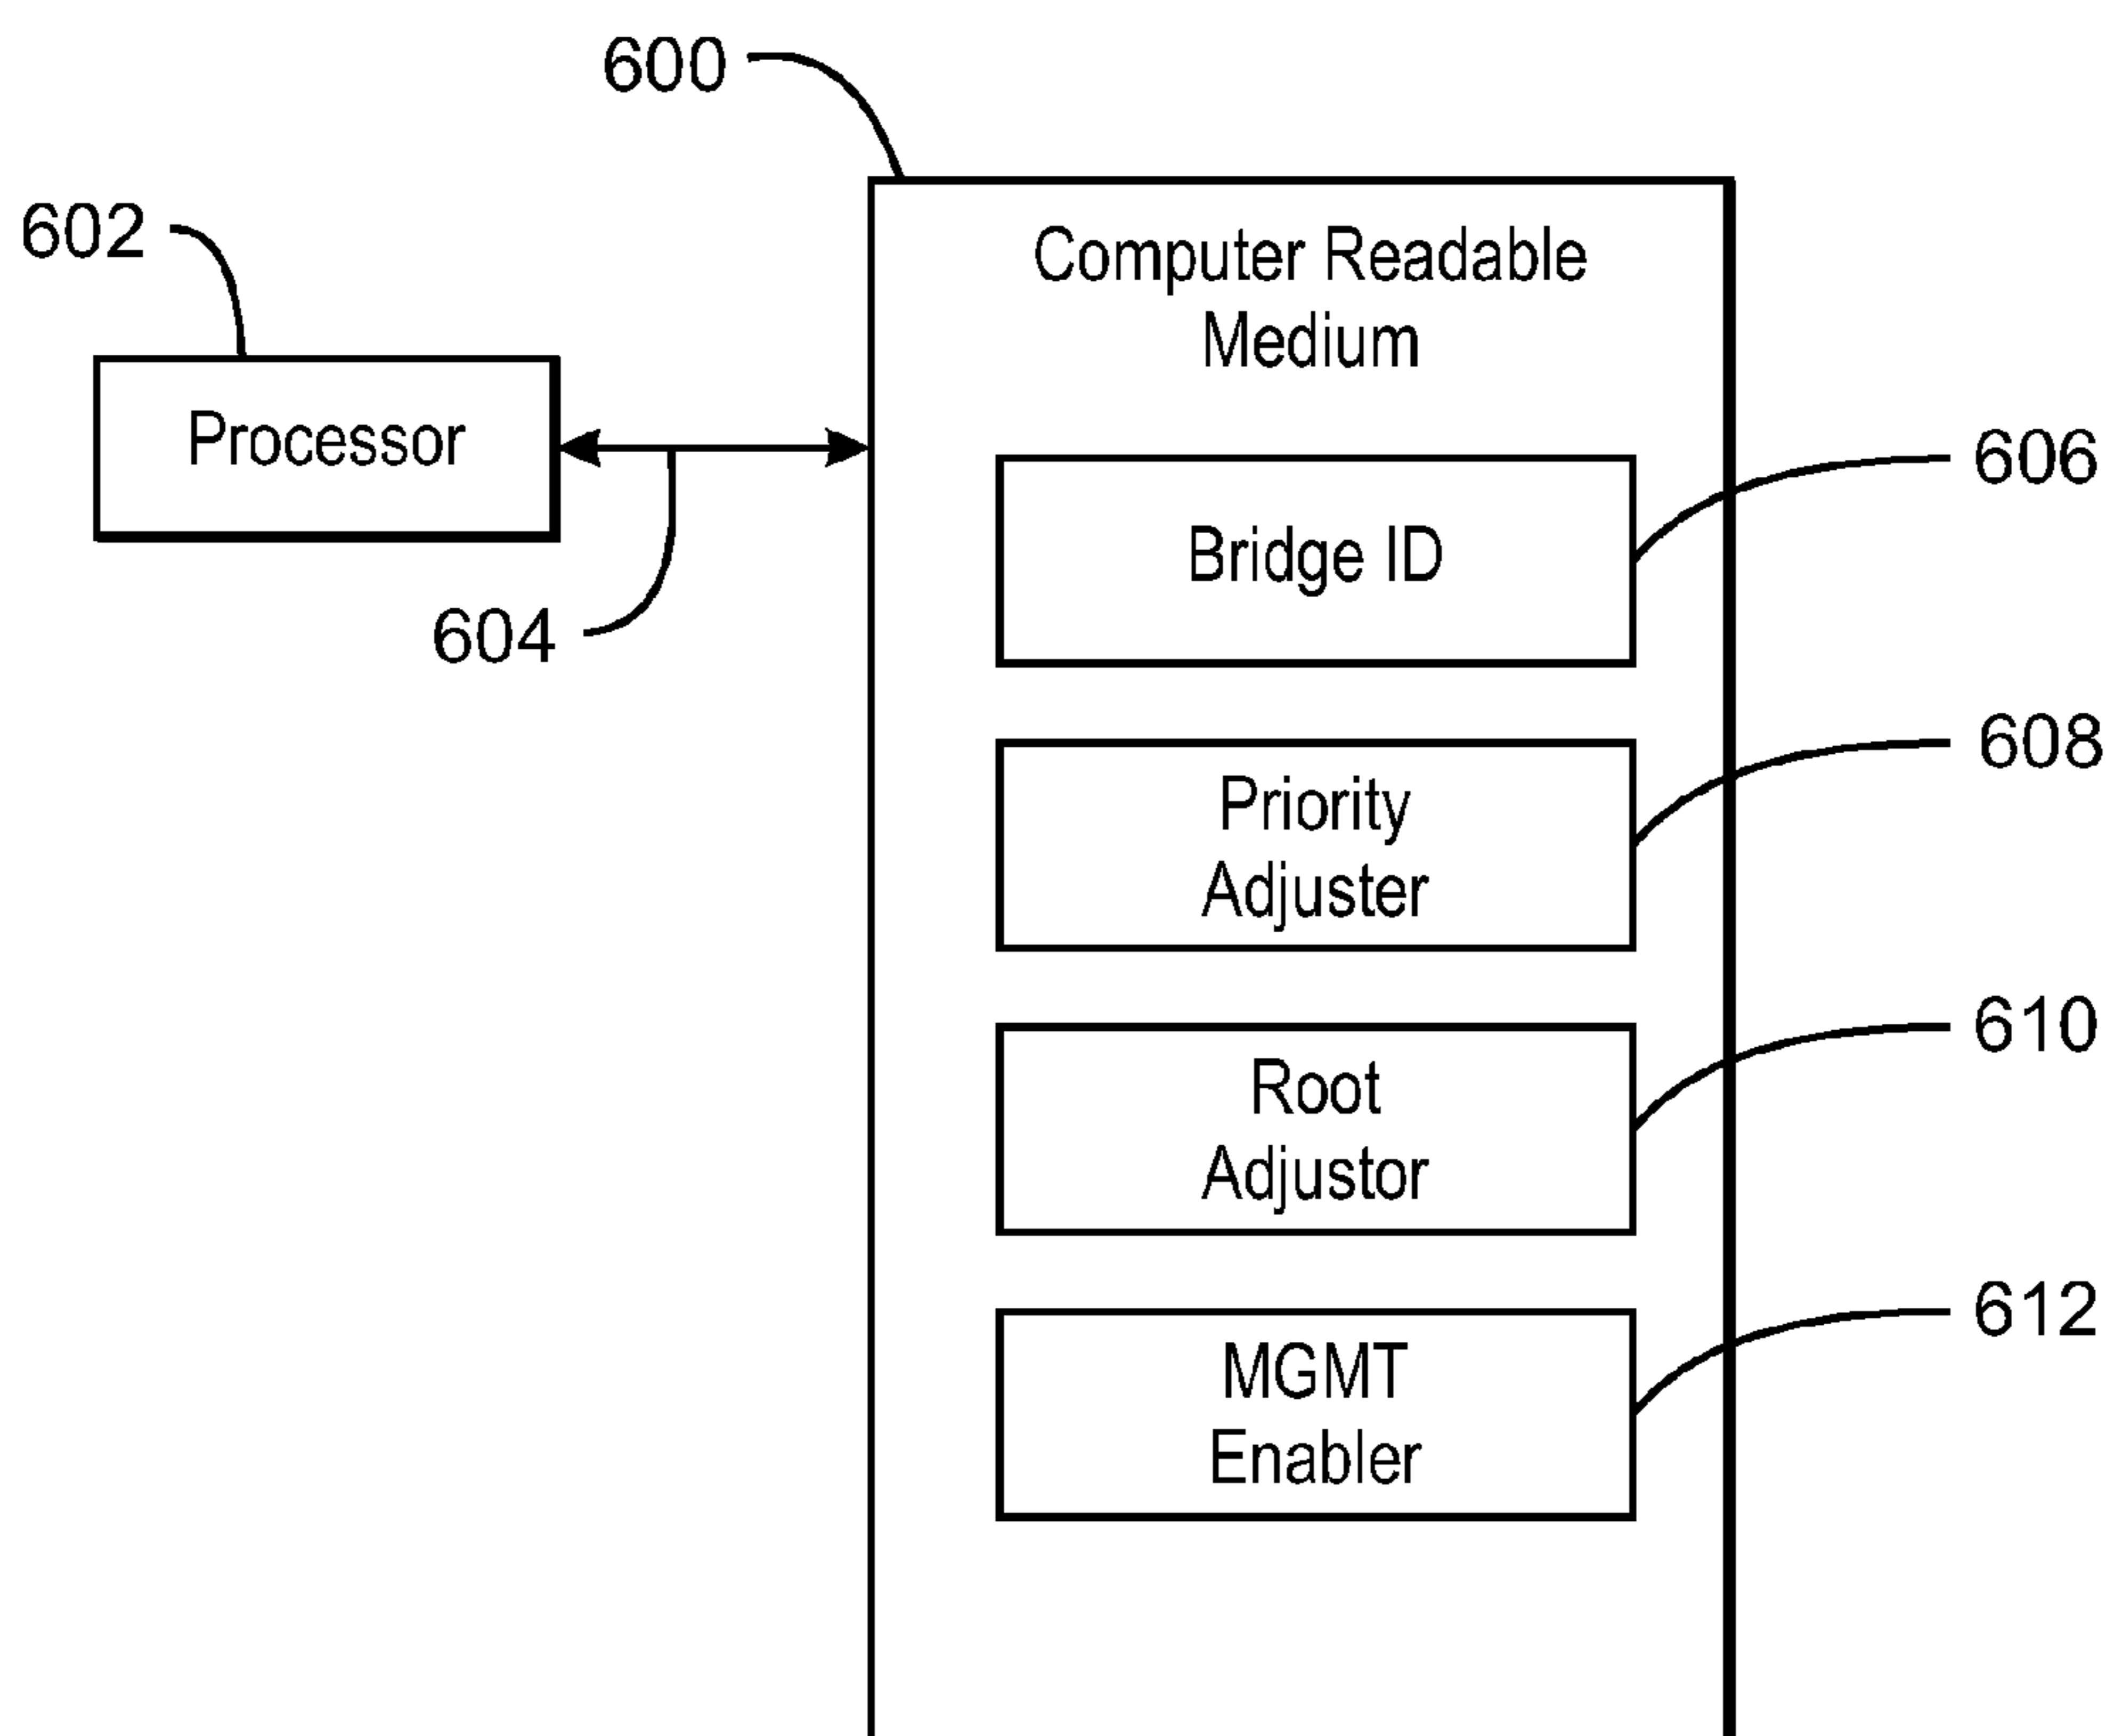 600
602
Computer Readable
Medium
Processor
604
606
Bridge ID
608
Priority
Adjuster
610
Root
Adjustor
612
MGMT
Enabler